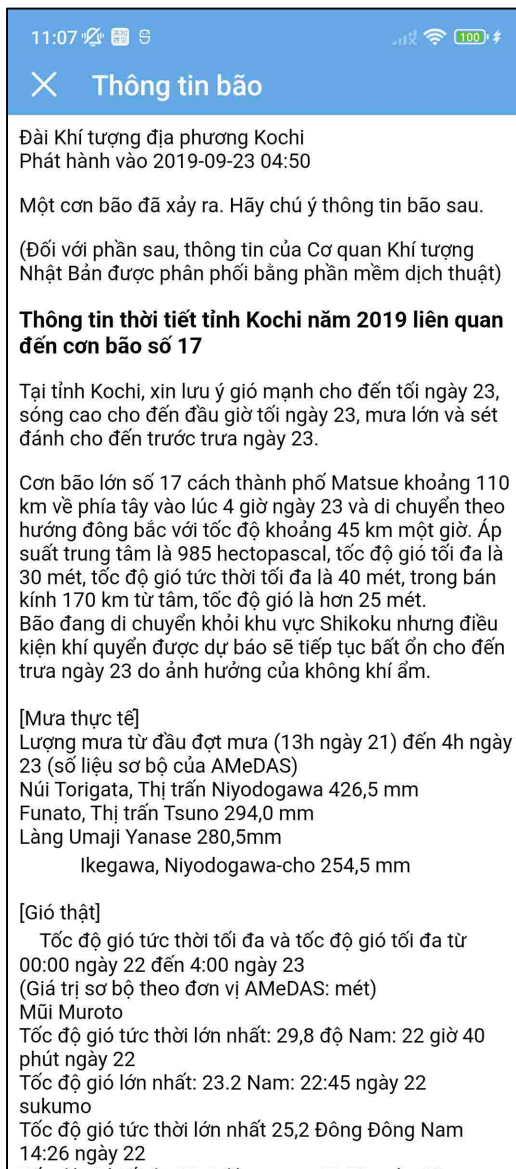 11:07
100
Thông tin bão
Đài Khí tượng địa phương Kochi
Phát hành vào 2019-09-23 04:50
Một cơn bão đã xảy ra. Hãy chú ý thông tin bão sau.
(Đối với phần sau, thông tin của Cơ quan Khí tượng
Nhật Bản được phân phối bằng phần mềm dịch thuật)
Thông tin thời tiết tỉnh Kochi năm 2019 liên quan
đến cơn bão số 17
Tại tỉnh Kochi, xin lưu ý gió mạnh cho đến tối ngày 23,
sóng cao cho đến đầu giờ tối ngày 23, mưa lớn và sét
đánh cho đến trước trưa ngày 23.
Cơn bão lớn số 17 cách thành phố Matsue khoảng 110
km về phía tây vào lúc 4 giờ ngày 23 và di chuyển theo
hướng đông bắc với tốc độ khoảng 45 km một giờ. Áp
suất trung tâm là 985 hectopascal, tốc độ gió tối đa là
30 mét, tốc độ gió tức thời tối đa là 40 mét, trong bán
kính 170 km từ tâm, tốc độ gió là hơn 25 mét.
Bão đang di chuyển khỏi khu vực Shikoku nhưng điều
kiện khí quyển được dự báo sẽ tiếp tục bất ổn cho đến
trưa ngày 23 do ảnh hưởng của không khí ẩm.
[Mưa thực tế]
Lượng mưa từ đầu đợt mưa (13h ngày 21) đến 4h ngày
23 (số liệu sơ bộ của AMeDAS)
Núi Torigata, Thị trấn Niyodogawa 426,5 mm
Funato, Thị trấn Tsuno 294,0 mm
Làng Umaji Yanase 280,5mm
Ikegawa, Niyodogawa-cho 254,5 mm
[Gió thật]
Tốc độ gió tức thời tối đa và tốc độ gió tối đa từ
00:00 ngày 22 đến 4:00 ngày 23
(Giá trị sơ bộ theo đơn vị AMeDAS: mét)
Mũi Muroto
Tốc độ gió tức thời lớn nhất: 29,8 độ Nam: 22 giờ 40
phút ngày 22
Tốc độ gió lớn nhất: 23.2 Nam: 22:45 ngày 22
sukumo
Tốc độ gió tức thời lớn nhất 25,2 Đông Đông Nam
14:26 ngày 22